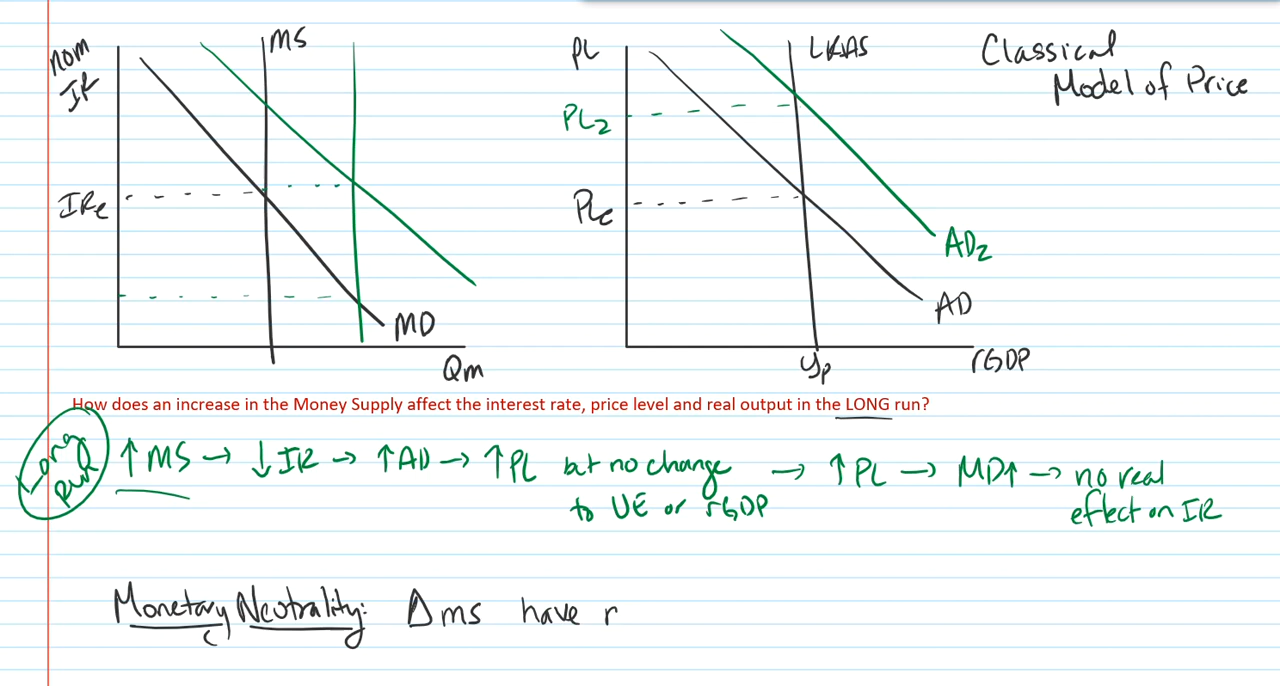 nom
IR
MS
IRe
MD
Qm
PL
PL2
PLe
LRAS
AD2
AD
Yp
rGDP
Classical
Model of Price
How does an increase in the Money Supply affect the interest rate, price level and real output in the LONG run?
Long
Run
↑ MS → ↓ IR → ↑ AD → ↑ PL but no change → ↑ PL → MD↑ → no real
to UE or rGDP
effect on IR
Monetary Neutrality: Δ ms have r